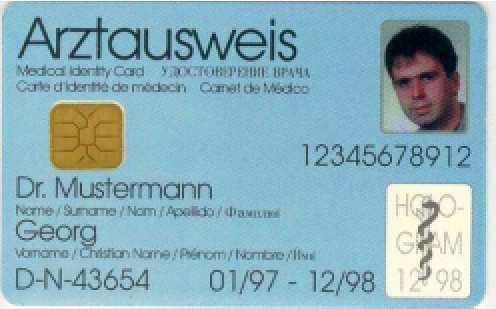 Arztausweis
Medical Identity Card УДОСТОВЕРЕНИЕ ВРАЧА
Carte d'identité de médecin Carnet de Médico
12345678912
Dr. Mustermann
Name / Surname / Nom / Apellido / Фамилия
Georg
Vorname / Christian Name / Prénom / Nombre / Имя
D-N-43654 01/97 - 12/98
HOLO-
GRAM
12 98